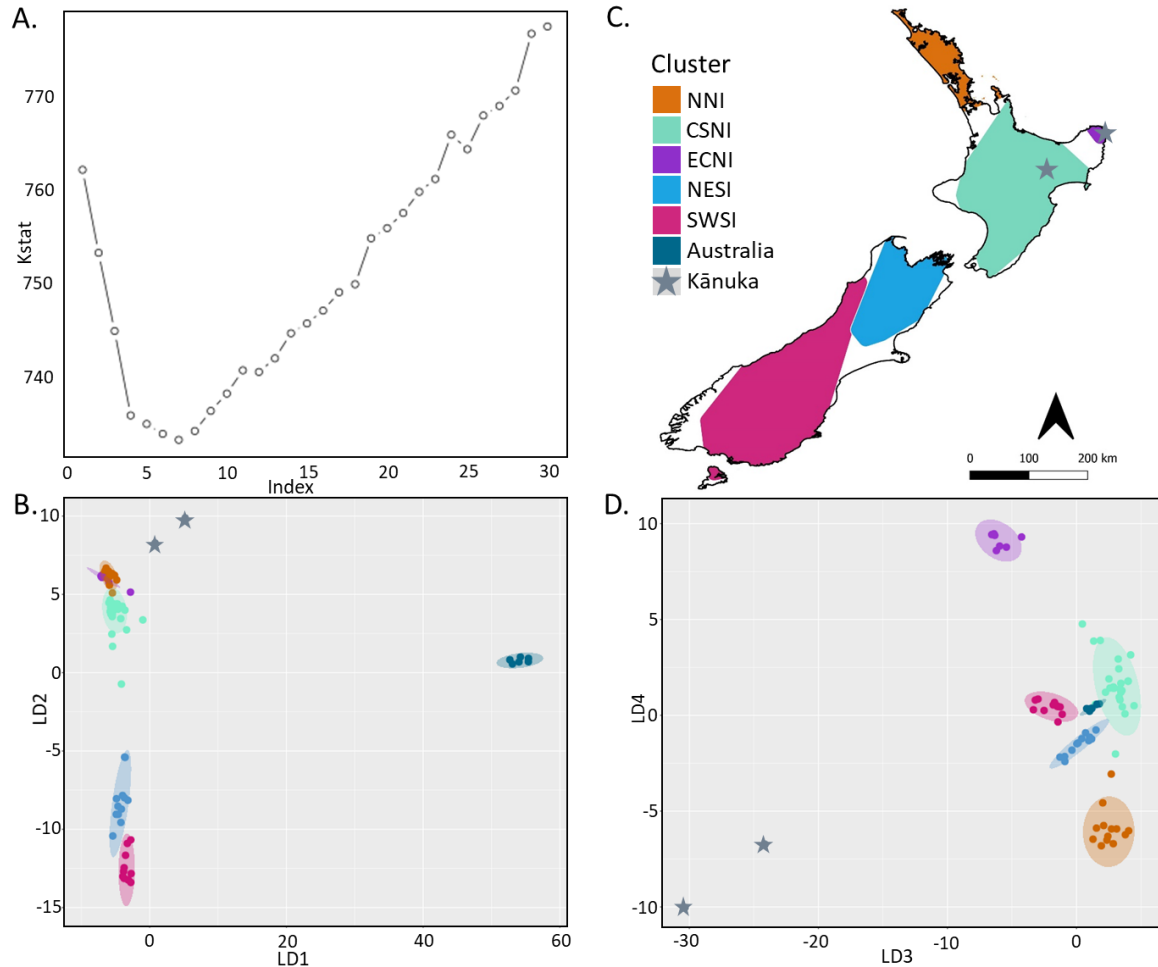 A.
770
760
750
740
Kstat
0 5 10 15 20 25 30
Index
C.
Cluster
NNI
CSNI
ECNI
NESI
SWSI
Australia
Kānuka
0 100 200 km
B.
10
5
0
-5
-10
-15
LD2
0 20 40 60
LD1
D.
10
5
0
-5
-10
LD4
-30 -20 -10 0
LD3